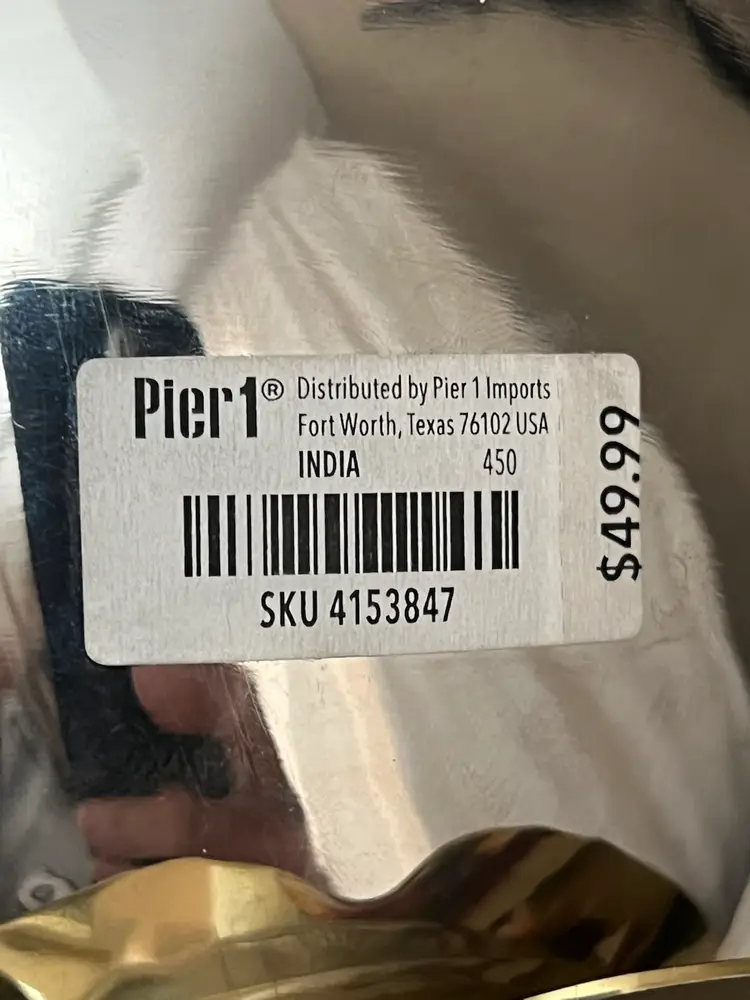 Pier1® Distributed by Pier 1 Imports
Fort Worth, Texas 76102 USA
INDIA 450
SKU 4153847
$49.99